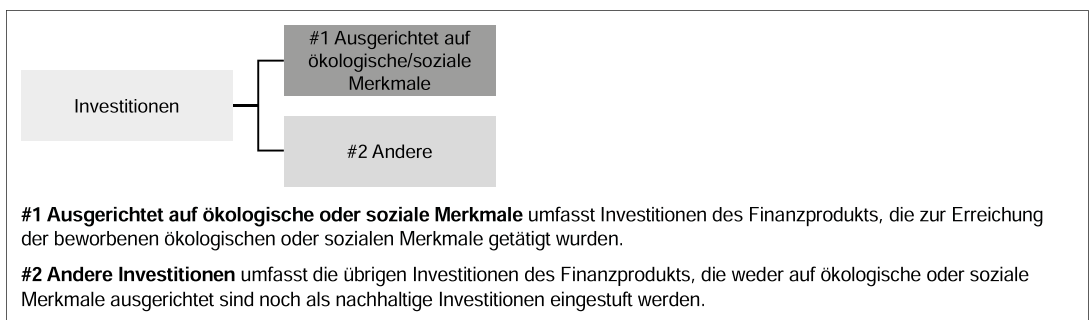 #1 Ausgerichtet auf
ökologische/soziale
Merkmale
Investitionen
#2 Andere
#1 Ausgerichtet auf ökologische oder soziale Merkmale umfasst Investitionen des Finanzprodukts, die zur Erreichung
der beworbenen ökologischen oder sozialen Merkmale getätigt wurden.
#2 Andere Investitionen umfasst die übrigen Investitionen des Finanzprodukts, die weder auf ökologische oder soziale
Merkmale ausgerichtet sind noch als nachhaltige Investitionen eingestuft werden.